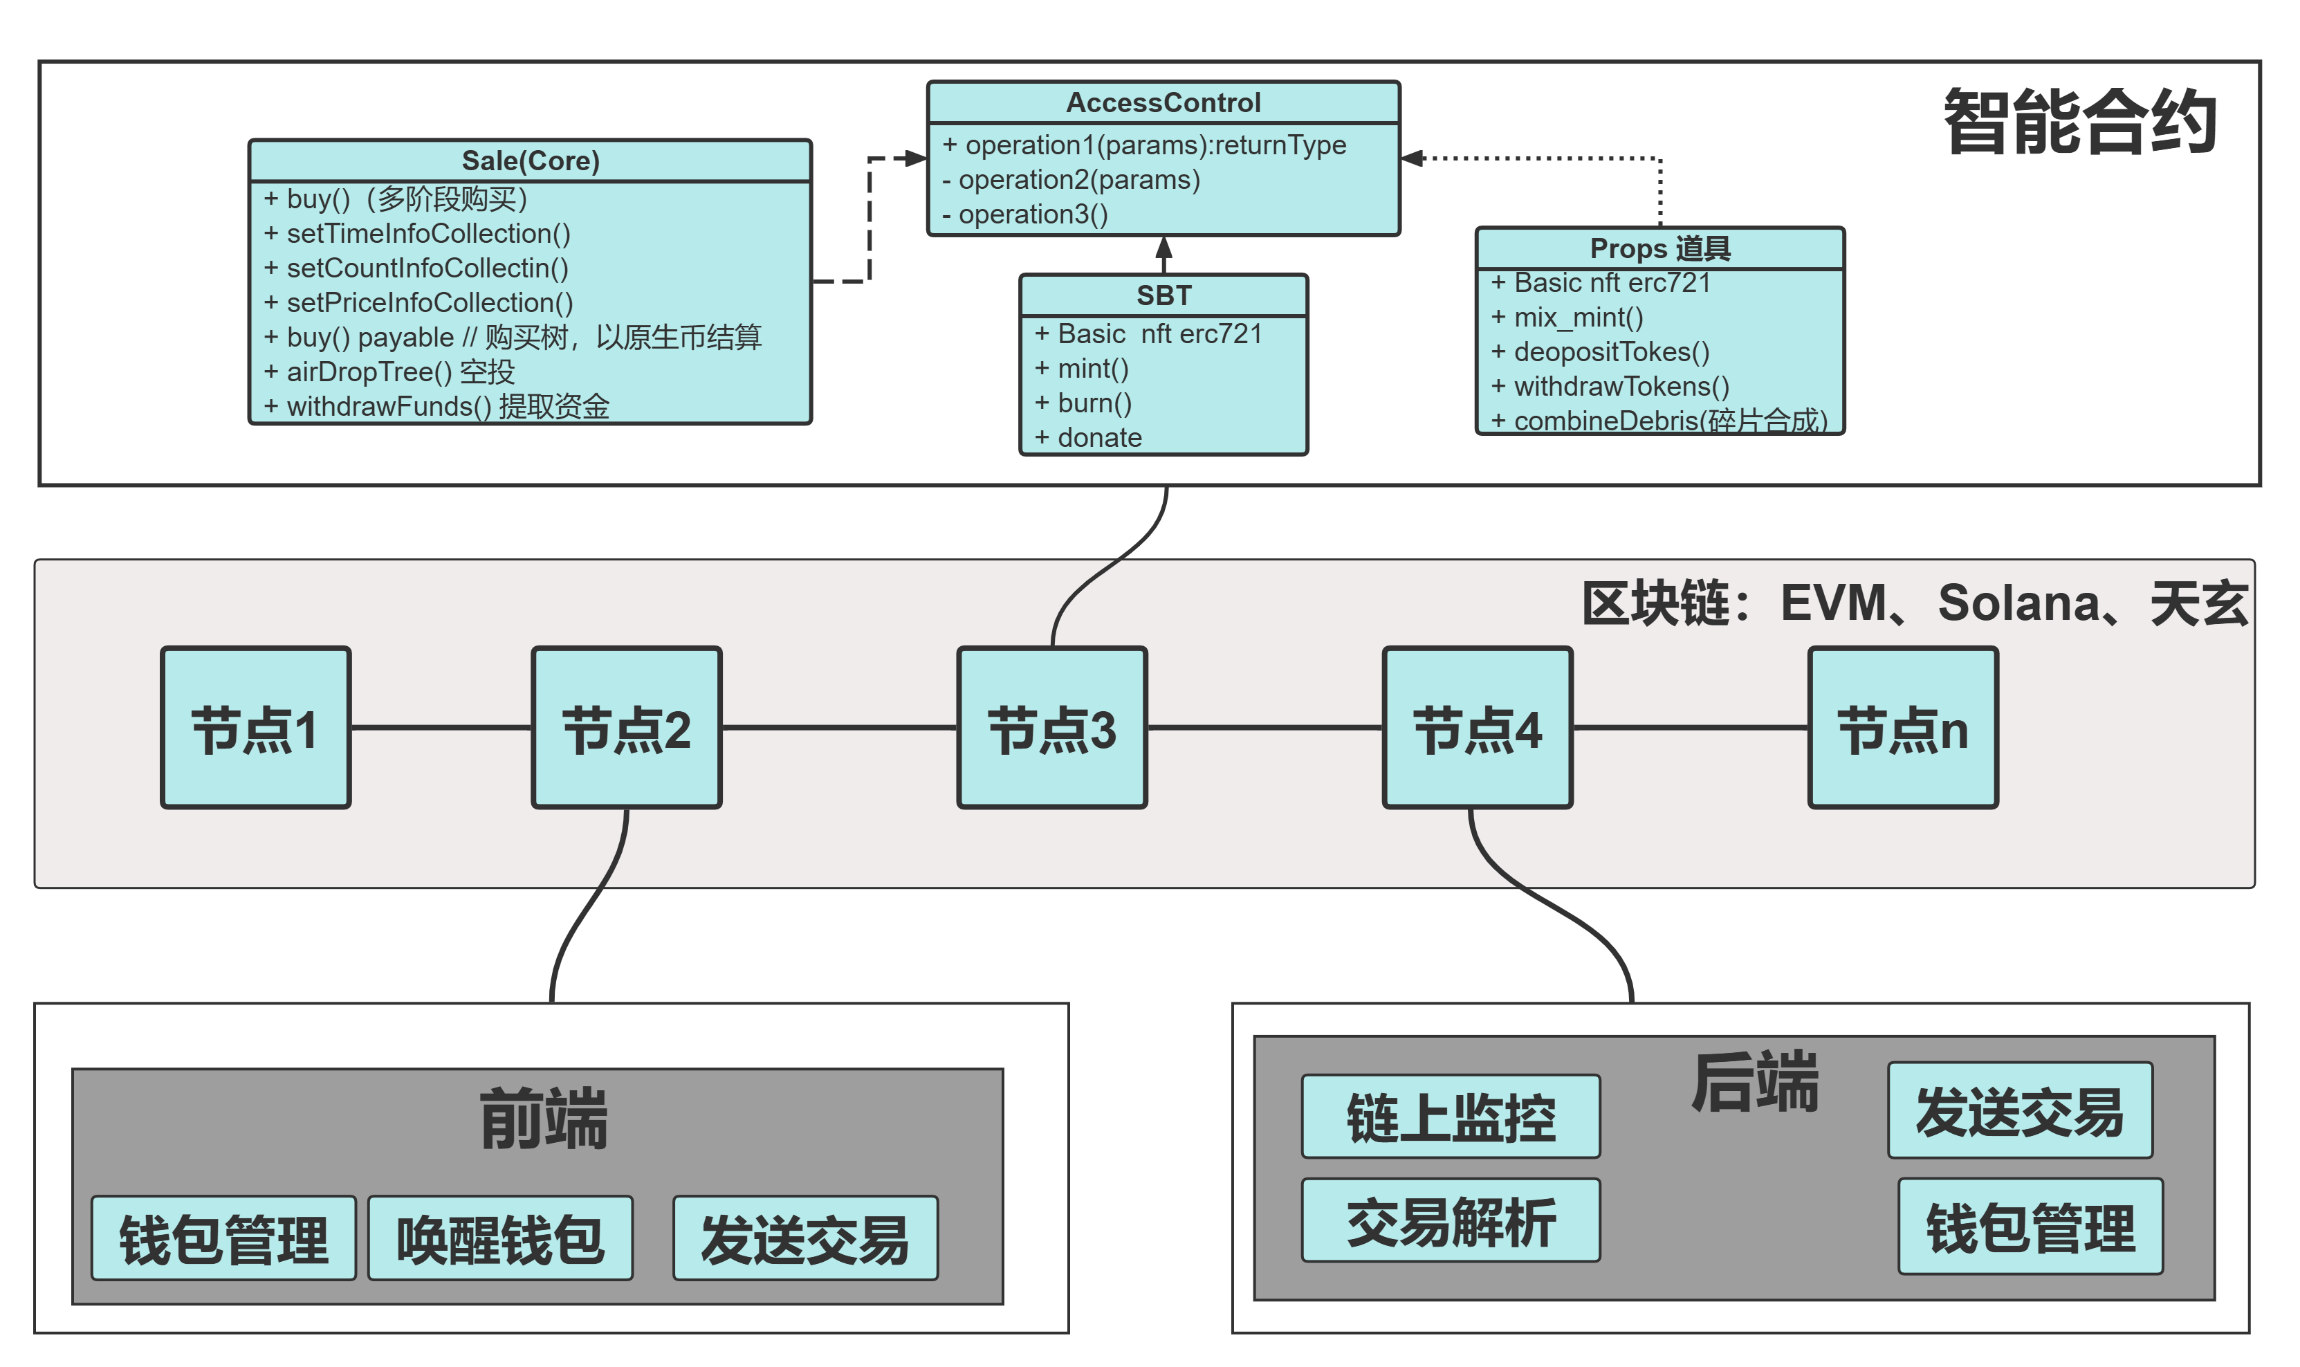 智能合约
AccessControl
+ operation1(params):returnType
- operation2(params)
- operation3()
Sale(Core)
+ buy()（多阶段购买）
+ setTimeInfoCollection()
+ setCountInfoCollectin()
+ setPriceInfoCollection()
+ buy() payable // 购买树，以原生币结算
+ airDropTree() 空投
+ withdrawFunds() 提取资金
SBT
+ Basic  nft erc721
+ mint()
+ burn()
+ donate
Props 道具
+ Basic nft erc721
+ mix_mint()
+ deopositTokes()
+ withdrawTokens()
+ combineDebris(碎片合成)
区块链：EVM、Solana、天玄
节点1
节点2
节点3
节点4
节点n
前端
钱包管理
唤醒钱包
发送交易
后端
链上监控
发送交易
交易解析
钱包管理